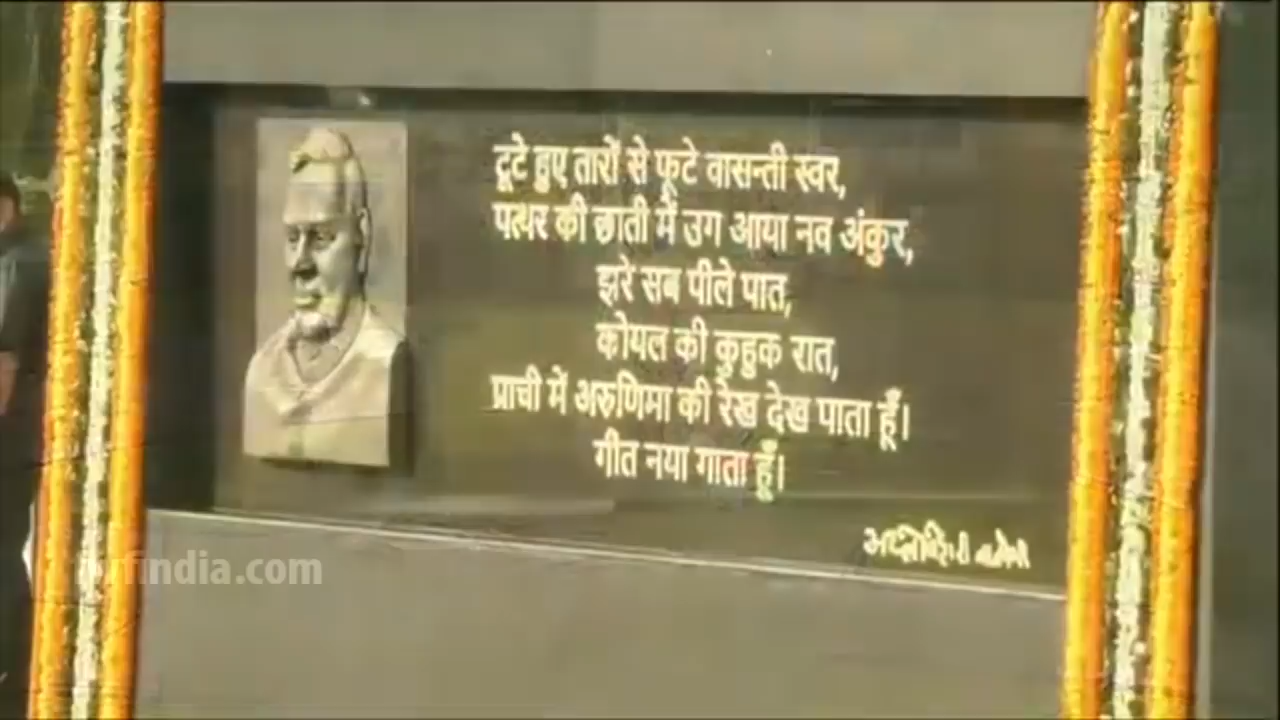 टूटे हुए तारों से फूटे वासन्ती स्वर,
पत्थर की छाती में उग आया नव अंकुर,
झरे सब पीले पात,
कोयल की कुहुक रात,
प्राची में अरुणिमा की रेख देख पाता हूँ।
गीत नया गाता हूँ।